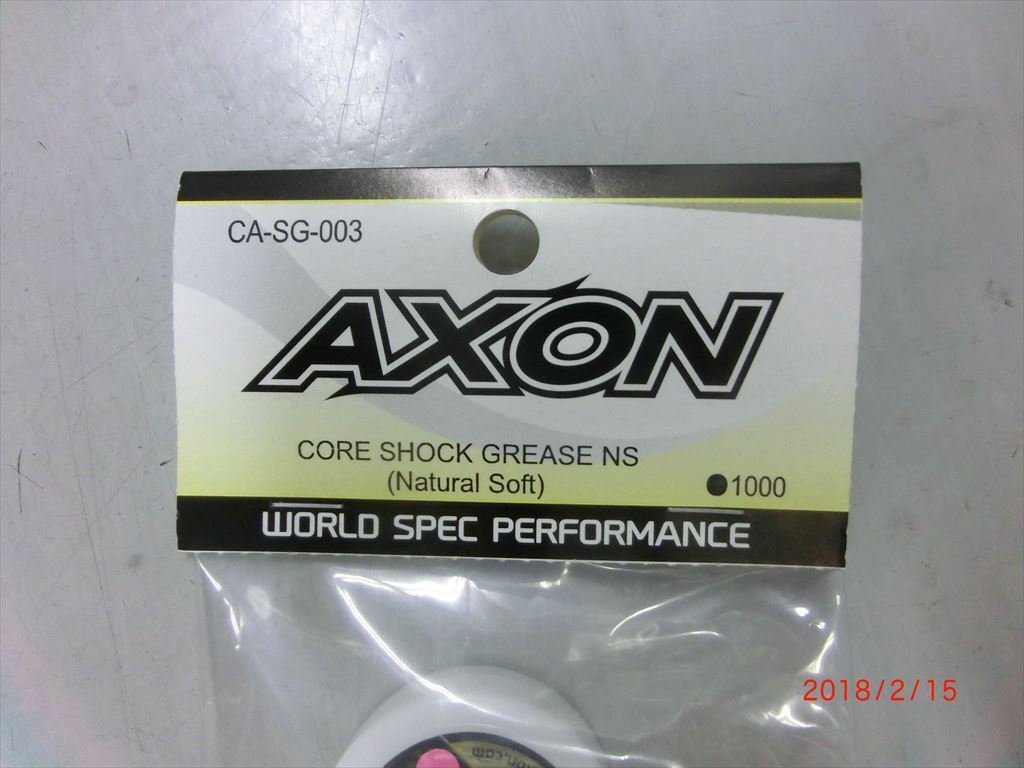 CA-SG-003
AXON
CORE SHOCK GREASE NS
(Natural Soft)
●1000
WORLD SPEC PERFORMANCE
2018/2/15